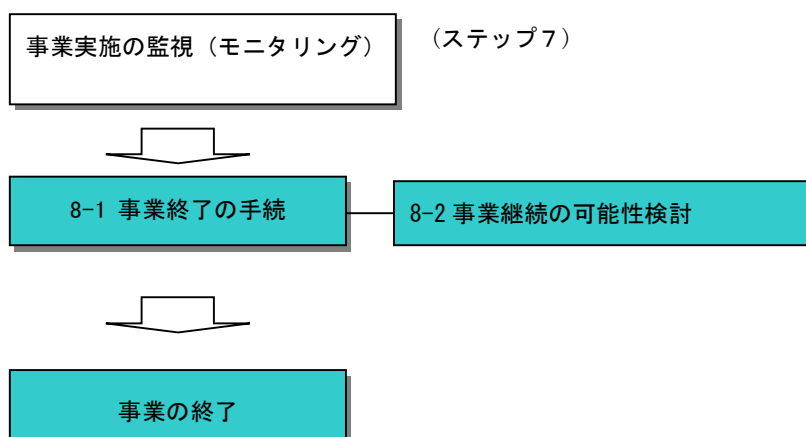 事業実施の監視（モニタリング）
（ステップ７）
8-1 事業終了の手続
8-2 事業継続の可能性検討
事業の終了